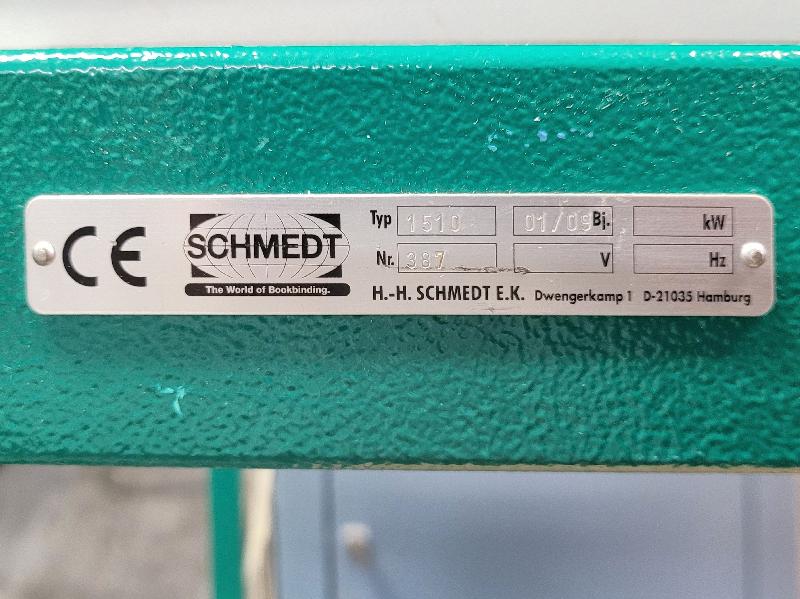 CE
SCHMEDT
The World of Bookbinding.
Typ 1510 01/09 Bj. kW
Nr. 387 V Hz
H.-H. SCHMEDT E.K. Dwengerkamp 1 D-21035 Hamburg